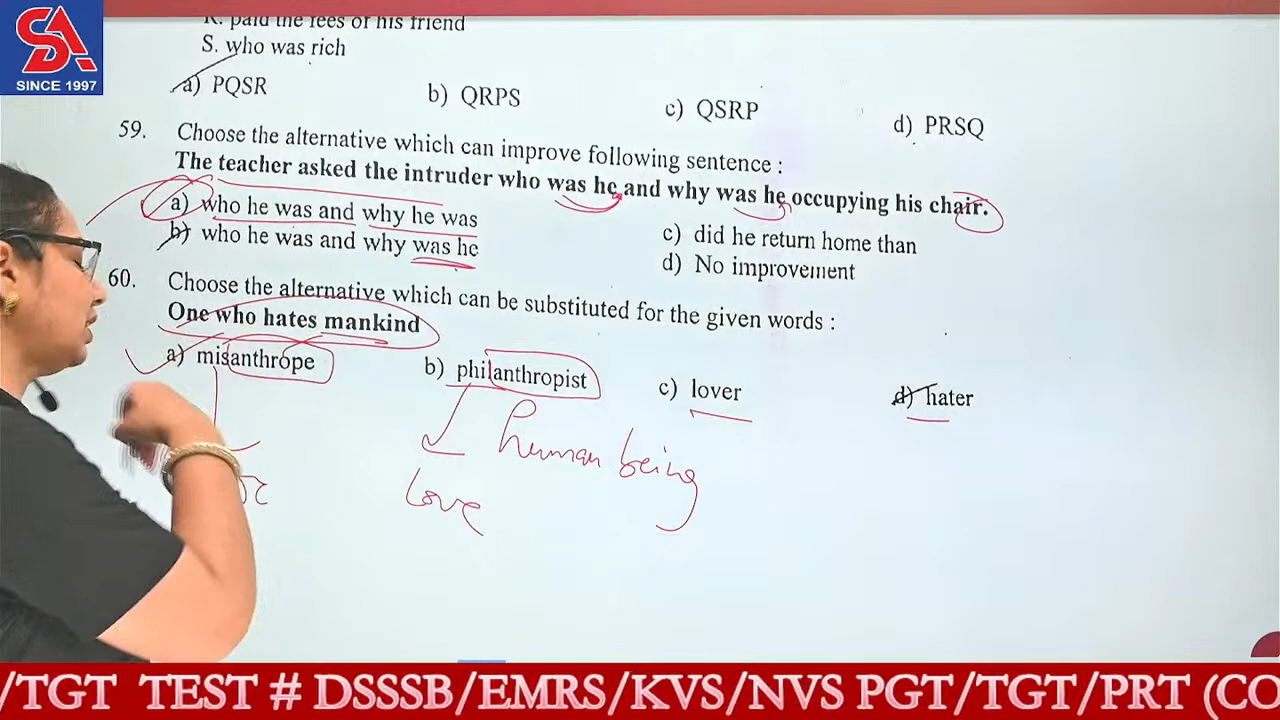 SA
SINCE 1997
R. paid the fees of his friend
S. who was rich
a) PQSR b) QRPS c) QSRP d) PRSQ
59. Choose the alternative which can improve following sentence :
The teacher asked the intruder who was he and why was he occupying his chair.
a) who he was and why he was c) did he return home than
b) who he was and why was he d) No improvement
60. Choose the alternative which can be substituted for the given words :
One who hates mankind
a) misanthrope b) philanthropist c) lover d) hater
human being
love
/TGT TEST # DSSSB/EMRS/KVS/NVS PGT/TGT/PRT (CO